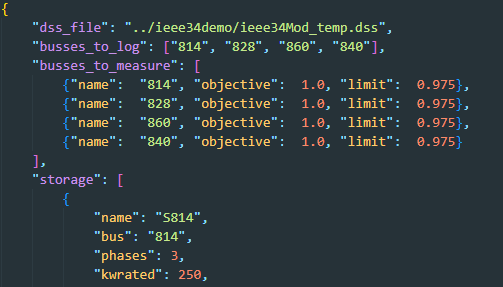 {
"dss_file": "../ieee34demo/ieee34Mod_temp.dss",
"busses_to_log": ["814", "828", "860", "840"],
"busses_to_measure": [
{"name":  "814", "objective":  1.0, "limit":  0.975},
{"name":  "828", "objective":  1.0, "limit":  0.975},
{"name":  "860", "objective":  1.0, "limit":  0.975},
{"name":  "840", "objective":  1.0, "limit":  0.975}
],
"storage": [
{
"name": "S814",
"bus": "814",
"phases": 3,
"kwrated": 250,